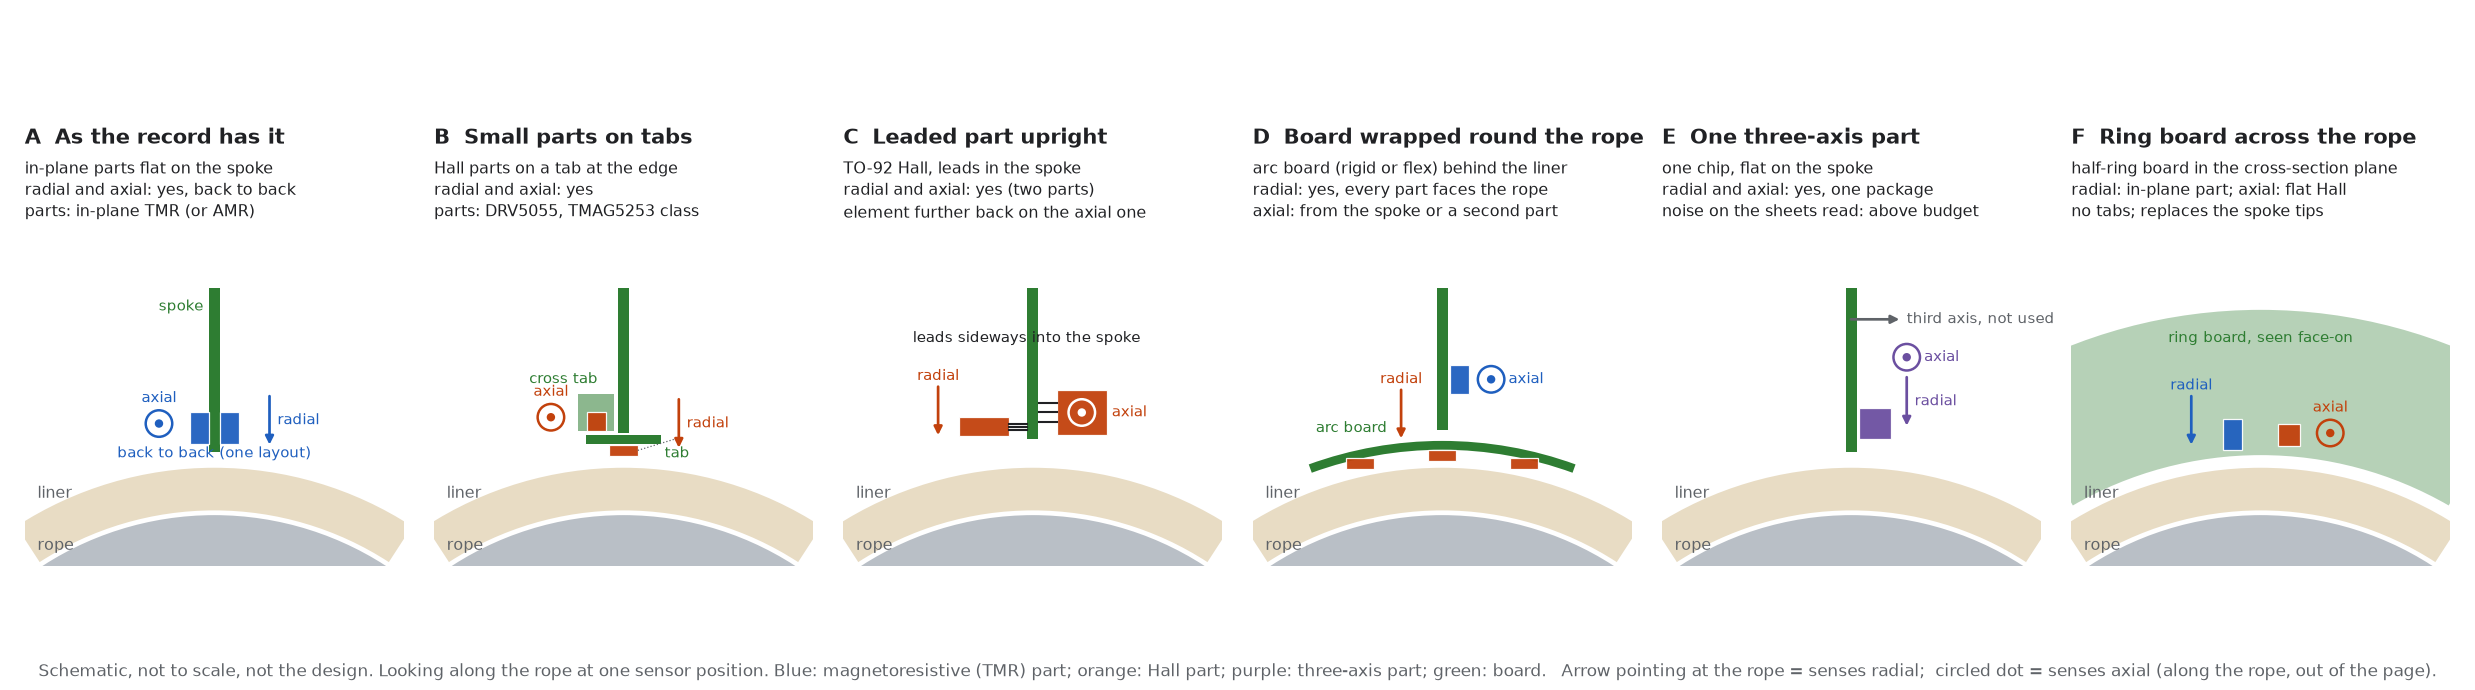 A  As the record has it
in-plane parts flat on the spoke
radial and axial: yes, back to back
parts: in-plane TMR (or AMR)
spoke
axial
radial
back to back (one layout)
liner
rope
B  Small parts on tabs
Hall parts on a tab at the edge
radial and axial: yes
parts: DRV5055, TMAG5253 class
cross tab
axial
radial
tab
liner
rope
C  Leaded part upright
TO-92 Hall, leads in the spoke
radial and axial: yes (two parts)
element further back on the axial one
leads sideways into the spoke
radial
axial
liner
rope
D  Board wrapped round the rope
arc board (rigid or flex) behind the liner
radial: yes, every part faces the rope
axial: from the spoke or a second part
radial
axial
arc board
liner
rope
E  One three-axis part
one chip, flat on the spoke
radial and axial: yes, one package
noise on the sheets read: above budget
third axis, not used
axial
radial
liner
rope
F  Ring board across the rope
half-ring board in the cross-section plane
radial: in-plane part; axial: flat Hall
no tabs; replaces the spoke tips
ring board, seen face-on
radial
axial
liner
rope
Schematic, not to scale, not the design. Looking along the rope at one sensor position. Blue: magnetoresistive (TMR) part; orange: Hall part; purple: three-axis part; green: board.   Arrow pointing at the rope = senses radial;  circled dot = senses axial (along the rope, out of the page).